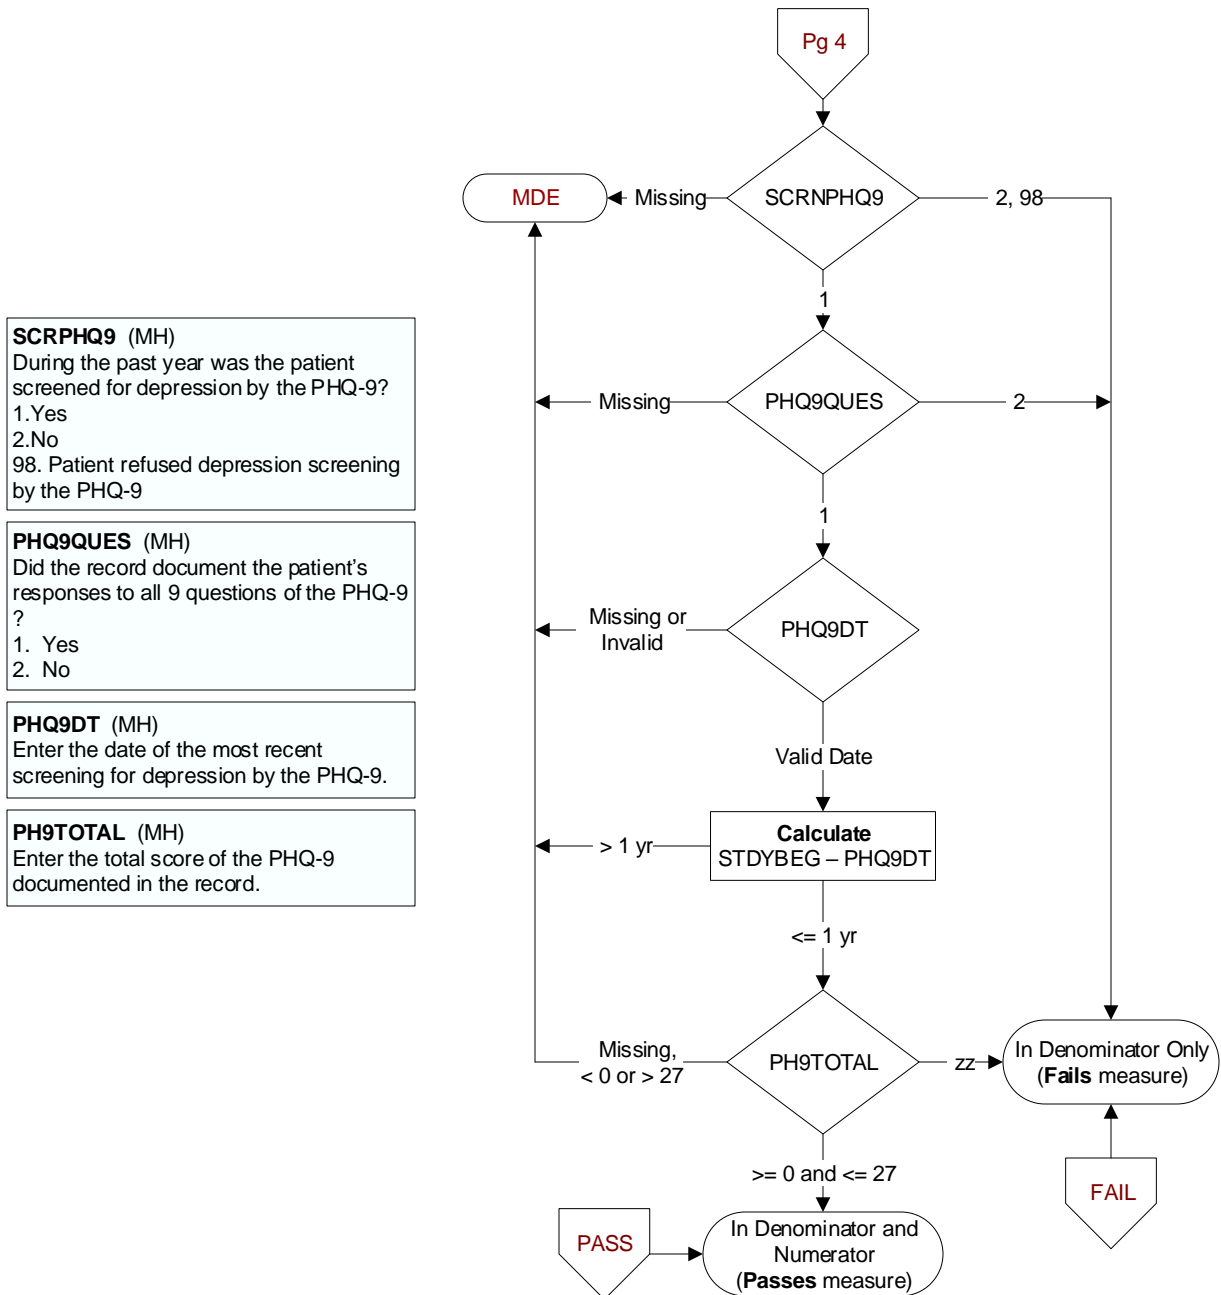 Pg 4
SCRNPHQ9
Missing
MDE
2, 98
1
SCRPHQ9 (MH)
During the past year was the patient
screened for depression by the PHQ-9?
1.Yes
2.No
98. Patient refused depression screening
by the PHQ-9
PHQ9QUES
Missing
2
1
PHQ9QUES (MH)
Did the record document the patient's
responses to all 9 questions of the PHQ-9
?
1. Yes
2. No
PHQ9DT
Missing or
Invalid
Valid Date
PHQ9DT (MH)
Enter the date of the most recent
screening for depression by the PHQ-9.
Calculate
STDYBEG – PHQ9DT
> 1 yr
<= 1 yr
PH9TOTAL (MH)
Enter the total score of the PHQ-9
documented in the record.
PH9TOTAL
Missing,
< 0 or > 27
zz
In Denominator Only
(Fails measure)
>= 0 and <= 27
FAIL
PASS
In Denominator and
Numerator
(Passes measure)